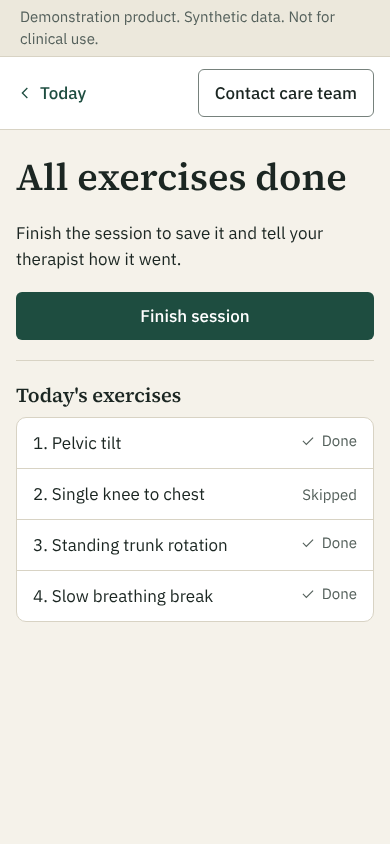 Demonstration product. Synthetic data. Not for
clinical use.
Today
Contact care team
All exercises done
Finish the session to save it and tell your
therapist how it went.
Finish session
Today's exercises
1. Pelvic tilt
Done
2. Single knee to chest
Skipped
3. Standing trunk rotation
Done
4. Slow breathing break
Done